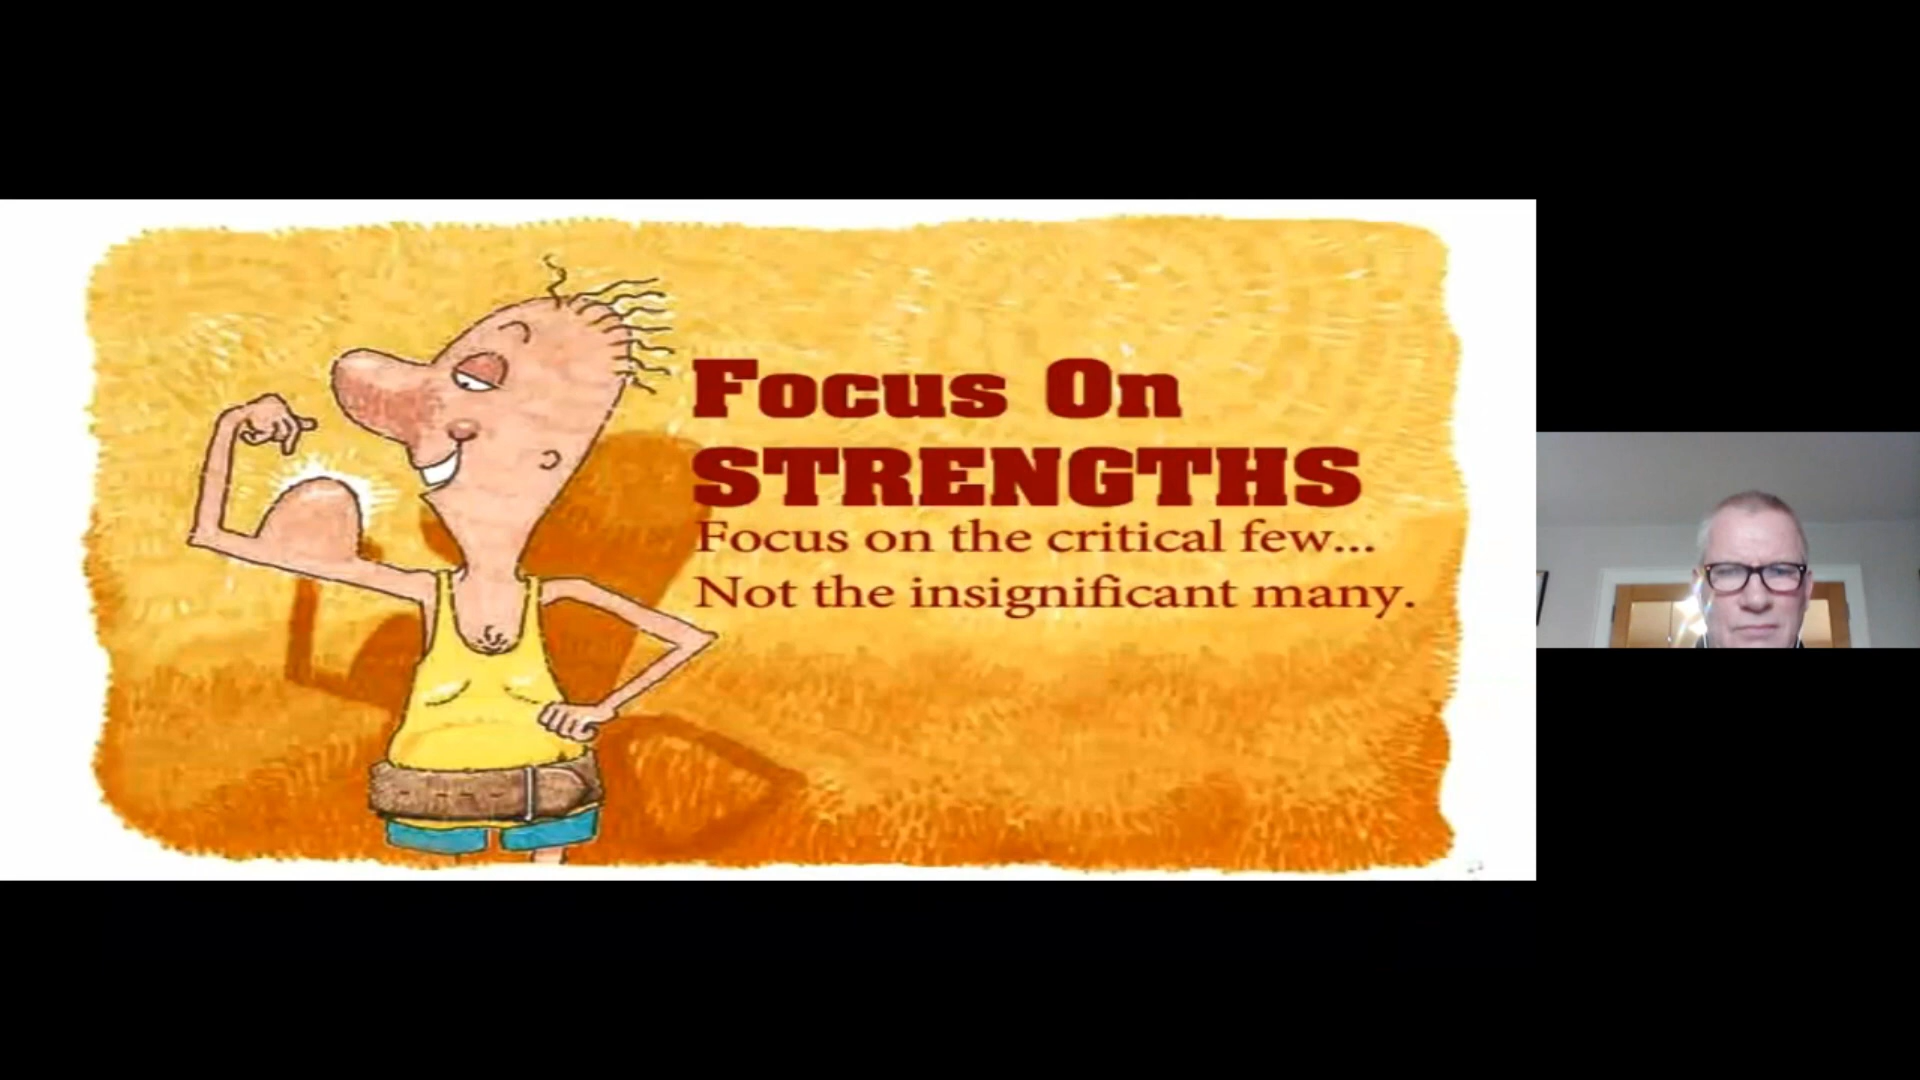 Focus On
STRENGTHS
Focus on the critical few...
Not the insignificant many.